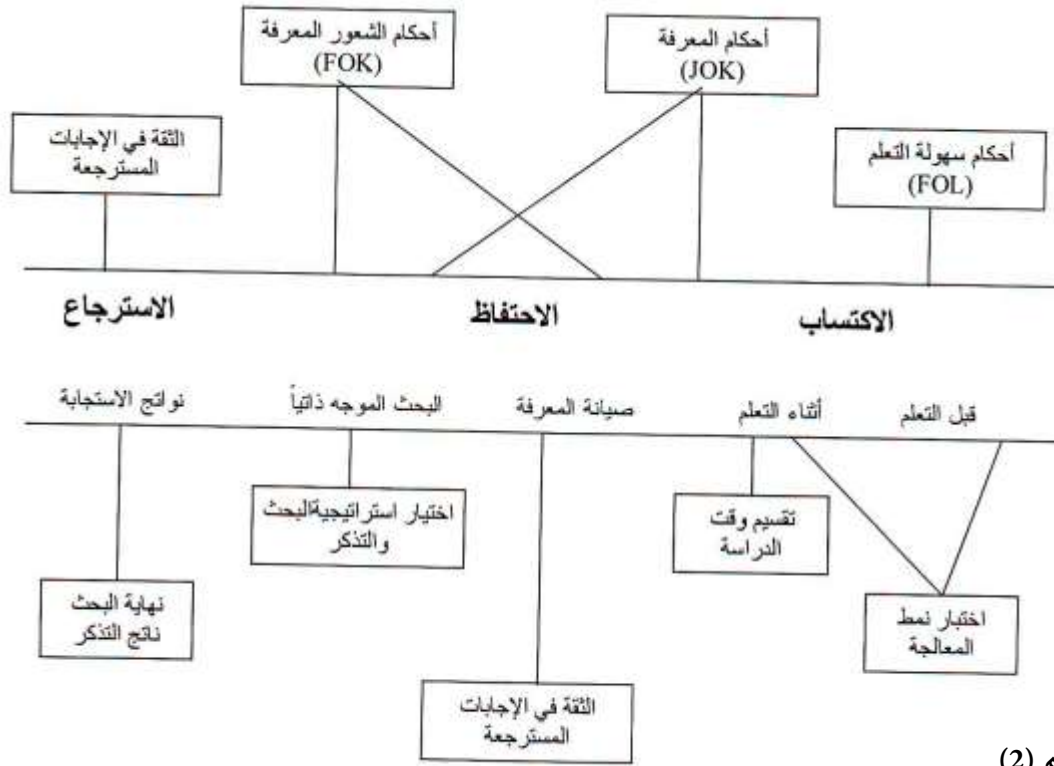 أحكام الشعور المعرفة
(FOK)
أحكام المعرفة
(JOK)
الثقة في الإجابات
المسترجعة
أحكام سهولة التعلم
(FOL)
الاكتساب
الاحتفاظ
الاسترجاع
قبل التعلم
أثناء التعلم
صيانة المعرفة
البحث الموجه ذاتياً
نواتج الاستجابة
تقسيم وقت
الدراسة
اختيار استراتيجيةالبحث
والتذكر
اختبار نمط
المعالجة
نهاية البحث
ناتج التذكر
الثقة في الإجابات
المسترجعة
(2)